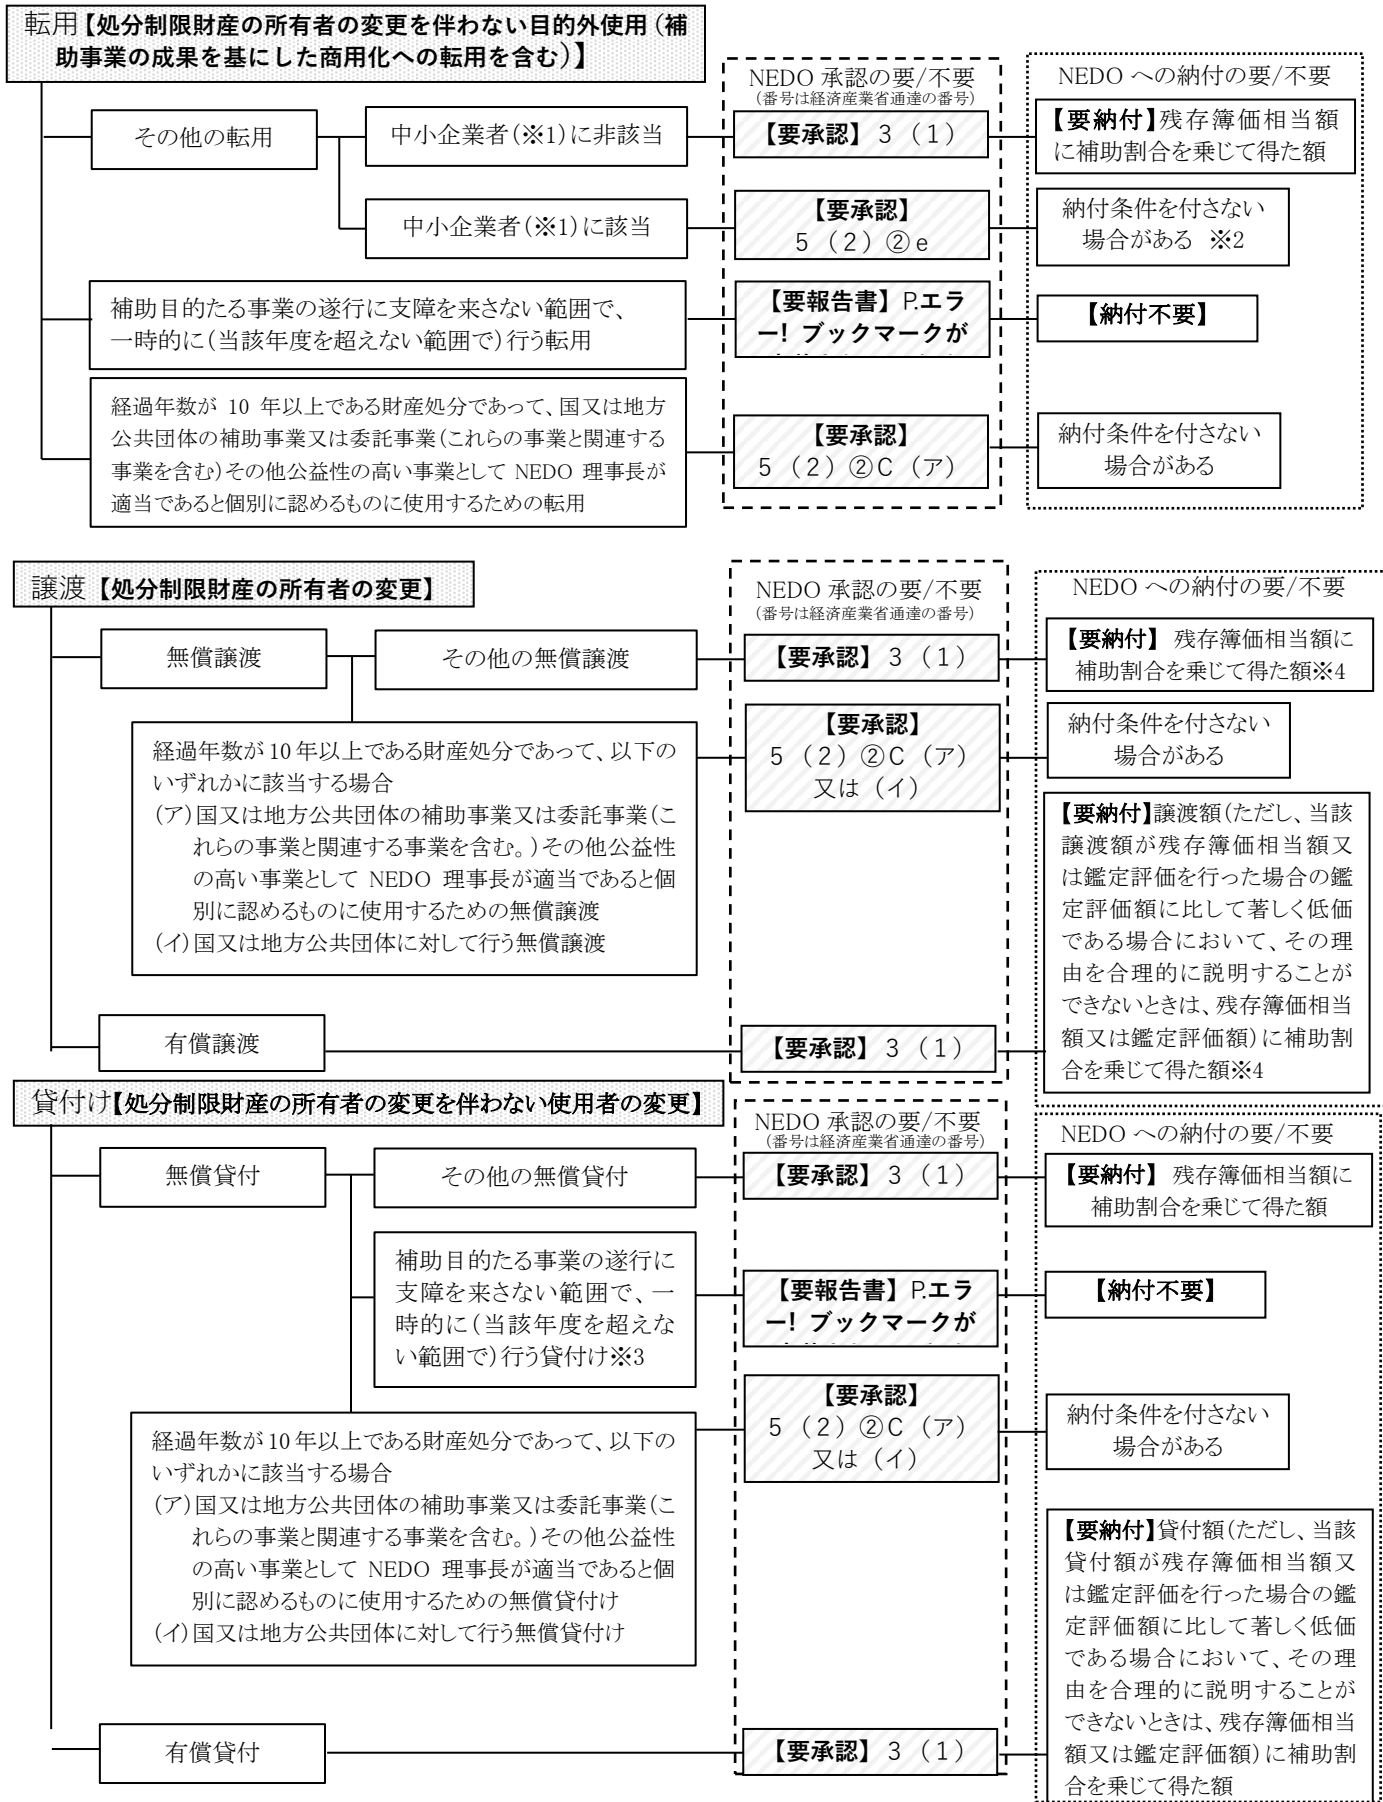 転用【処分制限財産の所有者の変更を伴わない目的外使用(補
助事業の成果を基にした商用化への転用を含む)】
NEDO 承認の要/不要
(番号は経済産業省通達の番号)
NEDO への納付の要/不要
その他の転用
中小企業者(※1)に非該当
【要承認】 3 (1)
【要納付】残存簿価相当額
に補助割合を乗じて得た額
中小企業者(※1)に該当
【要承認】
5 (2) ②e
納付条件を付さない
場合がある ※2
補助目的たる事業の遂行に支障を来さない範囲で、
一時的に(当該年度を超えない範囲で)行う転用
【要報告書】P.エラ
ー! ブックマークが
【納付不要】
経過年数が 10 年以上である財産処分であって、国又は地方
公共団体の補助事業又は委託事業(これらの事業と関連する
事業を含む)その他公益性の高い事業として NEDO 理事長が
適当であると個別に認めるものに使用するための転用
【要承認】
5 (2) ②C (ア)
納付条件を付さない
場合がある
譲渡【処分制限財産の所有者の変更】
NEDO 承認の要/不要
(番号は経済産業省通達の番号)
NEDO への納付の要/不要
無償譲渡
その他の無償譲渡
【要承認】 3 (1)
【要納付】 残存簿価相当額に
補助割合を乗じて得た額※4
経過年数が 10 年以上である財産処分であって、以下の
いずれかに該当する場合
(ア)国又は地方公共団体の補助事業又は委託事業(こ
れらの事業と関連する事業を含む。)その他公益性
の高い事業として NEDO 理事長が適当であると個
別に認めるものに使用するための無償譲渡
(イ)国又は地方公共団体に対して行う無償譲渡
【要承認】
5 (2) ②C (ア)
又は (イ)
納付条件を付さない
場合がある
有償譲渡
【要承認】 3 (1)
【要納付】譲渡額(ただし、当該
譲渡額が残存簿価相当額又
は鑑定評価を行った場合の鑑
定評価額に比して著しく低価
である場合において、その理
由を合理的に説明することが
できないときは、残存簿価相当
額又は鑑定評価額)に補助割
合を乗じて得た額※4
貸付け【処分制限財産の所有者の変更を伴わない使用者の変更】
NEDO 承認の要/不要
(番号は経済産業省通達の番号)
NEDO への納付の要/不要
無償貸付
その他の無償貸付
【要承認】 3 (1)
【要納付】 残存簿価相当額に
補助割合を乗じて得た額
補助目的たる事業の遂行に
支障を来さない範囲で、一
時的に(当該年度を超えな
い範囲で)行う貸付け※3
【要報告書】P.エラ
ー! ブックマークが
【納付不要】
経過年数が 10 年以上である財産処分であって、以下の
いずれかに該当する場合
(ア)国又は地方公共団体の補助事業又は委託事業(こ
れらの事業と関連する事業を含む。)その他公益性
の高い事業として NEDO 理事長が適当であると個
別に認めるものに使用するための無償貸付け
(イ)国又は地方公共団体に対して行う無償貸付け
【要承認】
5 (2) ②C (ア)
又は (イ)
納付条件を付さない
場合がある
有償貸付
【要承認】 3 (1)
【要納付】貸付額(ただし、当該
貸付額が残存簿価相当額又
は鑑定評価を行った場合の鑑
定評価額に比して著しく低価
である場合において、その理
由を合理的に説明することが
できないときは、残存簿価相当
額又は鑑定評価額)に補助割
合を乗じて得た額